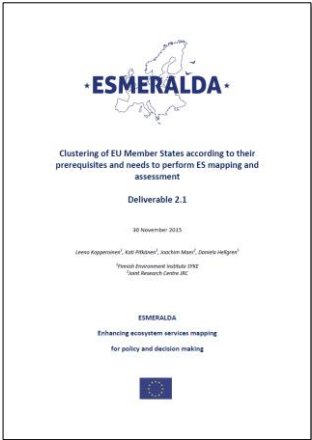 ESMERALDA
Clustering of EU Member States according to their
prerequisites and needs to perform ES mapping and
assessment
Deliverable 2.1
30 November 2015
Leena Kopperoinen¹, Kati Pitkänen¹, Joachim Maes², Daniela Hellgren¹
¹Finnish Environment Institute SYKE
²Joint Research Centre JRC
ESMERALDA
Enhancing ecosystem services mapping
for policy and decision making